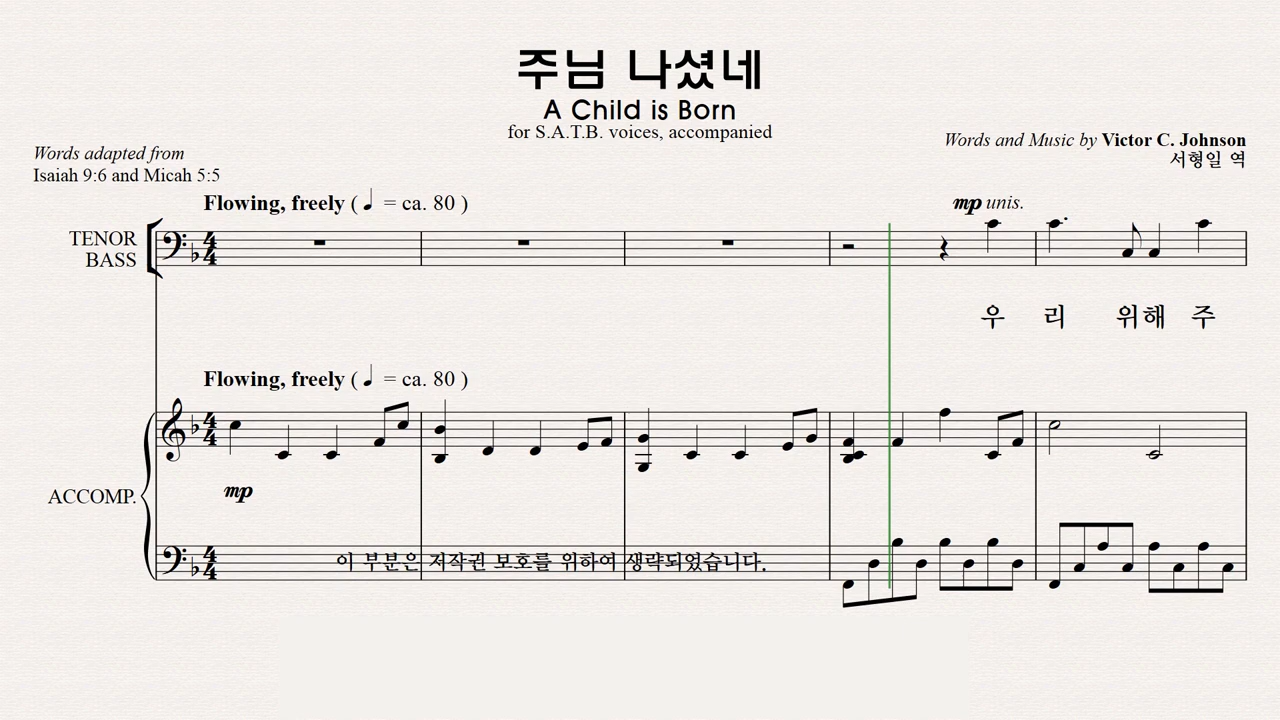 주님 나셨네
A Child is Born
for S.A.T.B. voices, accompanied
Words adapted from
Isaiah 9:6 and Micah 5:5
Words and Music by Victor C. Johnson
서형일 역
Flowing, freely ( ♩ = ca. 80 )
mp unis.
TENOR
BASS
우 리 위해 주
Flowing, freely ( ♩ = ca. 80 )
mp
ACCOMP.
이 부분은 저작권 보호를 위하여 생략되었습니다.